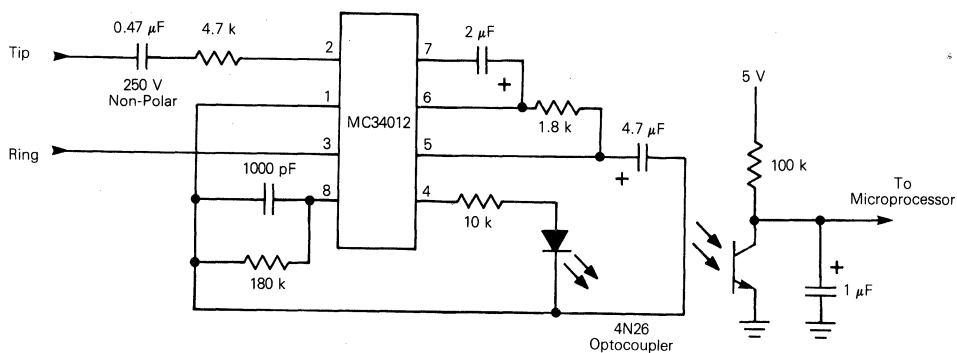 0.47 µF
4.7 k
2
7
2 µF
Tip
250 V
Non-Polar
+
5 V
1
6
MC34012
1.8 k
4.7 µF
Ring
3
5
+
100 k
To
Microprocessor
1000 pF
8
4
10 k
180 k
+
1 µF
4N26
Optocoupler